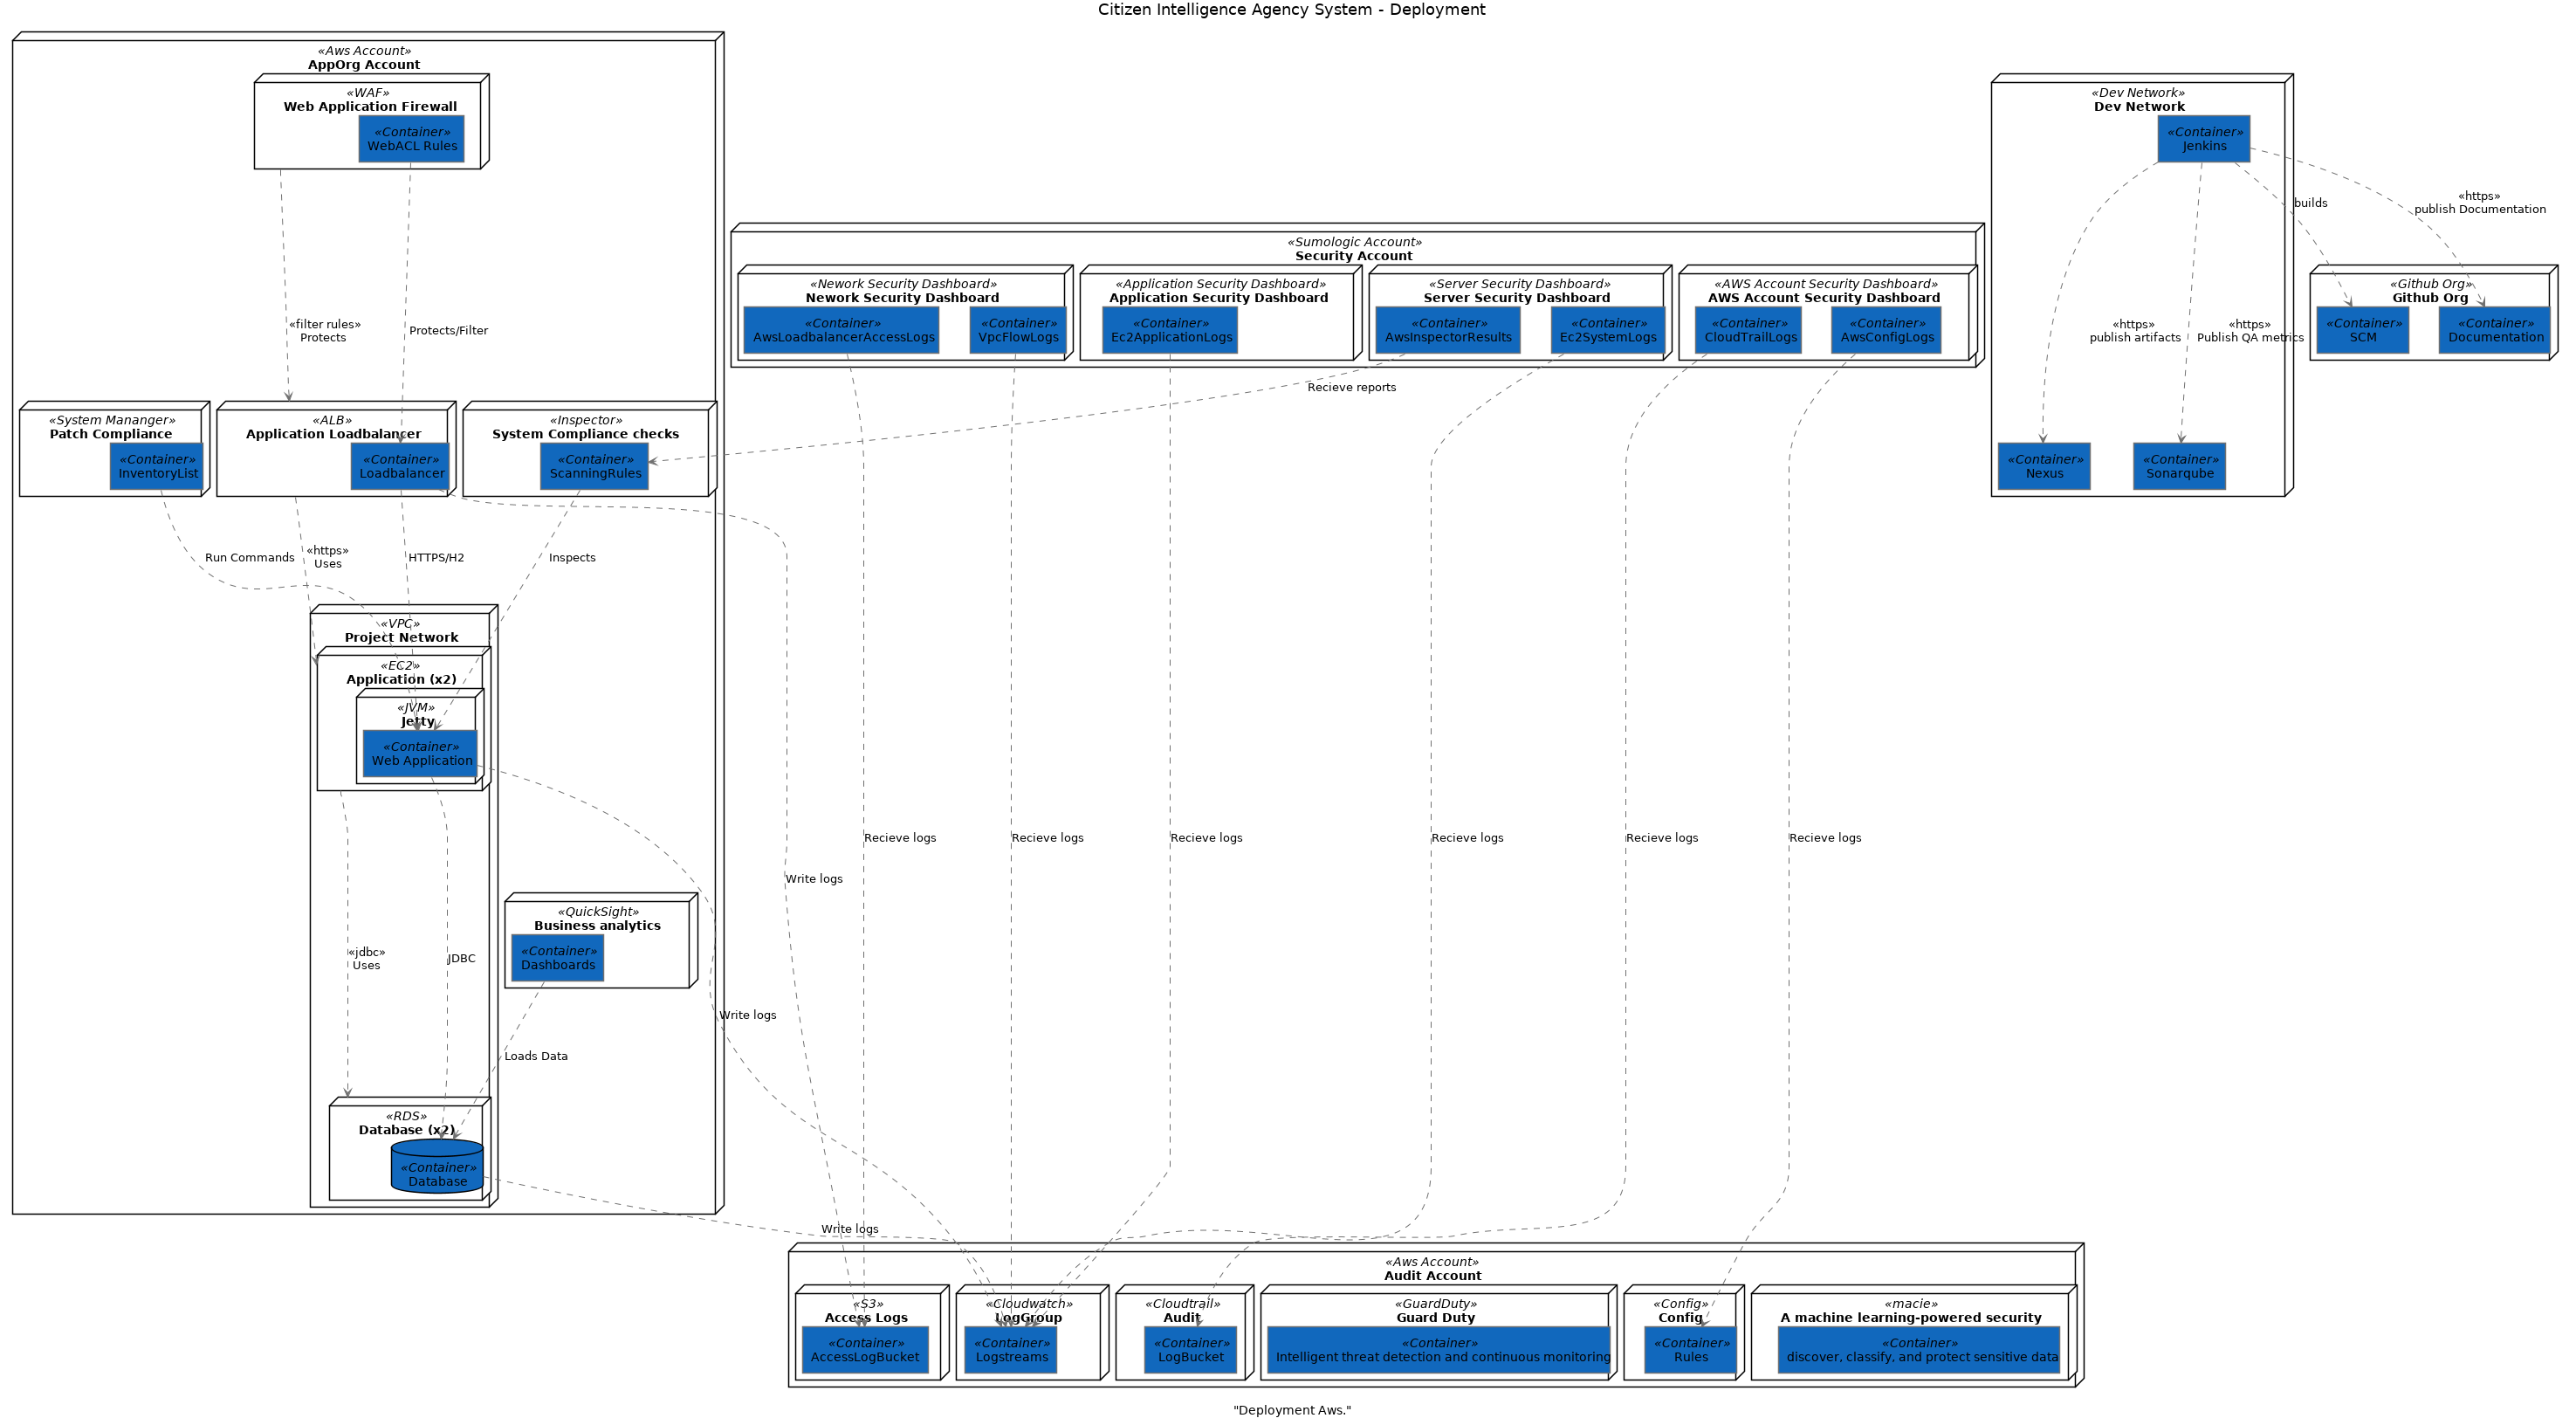 Citizen Intelligence Agency System - Deployment
«Aws Account»
AppOrg Account
«WAF»
Web Application Firewall
«Container»
WebACL Rules
«filter rules»
Protects
Protects/Filter
«System Mananger»
Patch Compliance
«Container»
InventoryList
«ALB»
Application Loadbalancer
«Container»
Loadbalancer
«Inspector»
System Compliance checks
«Container»
ScanningRules
Run Commands
«https»
Uses
HTTPS/H2
Inspects
«VPC»
Project Network
«EC2»
Application (x2)
«JVM»
Jetty
«Container»
Web Application
«jdbc»
Uses
JDBC
«QuickSight»
Business analytics
«Container»
Dashboards
Loads Data
«RDS»
Database (x2)
«Container»
Database
Write logs
Write logs
Write logs
«Sumologic Account»
Security Account
«Nework Security Dashboard»
Nework Security Dashboard
«Container»
AwsLoadbalancerAccessLogs
«Container»
VpcFlowLogs
«Application Security Dashboard»
Application Security Dashboard
«Container»
Ec2ApplicationLogs
«Server Security Dashboard»
Server Security Dashboard
«Container»
AwsInspectorResults
«Container»
Ec2SystemLogs
«AWS Account Security Dashboard»
AWS Account Security Dashboard
«Container»
CloudTrailLogs
«Container»
AwsConfigLogs
Recieve reports
Recieve logs
Recieve logs
Recieve logs
Recieve logs
Recieve logs
Recieve logs
«Dev Network»
Dev Network
«Container»
Jenkins
«https»
publish artifacts
«https»
Publish QA metrics
builds
«https»
publish Documentation
«Container»
Nexus
«Container»
Sonarqube
«Github Org»
Github Org
«Container»
SCM
«Container»
Documentation
«Aws Account»
Audit Account
«S3»
Access Logs
«Container»
AccessLogBucket
«Cloudwatch»
LogGroup
«Container»
Logstreams
«Cloudtrail»
Audit
«Container»
LogBucket
«GuardDuty»
Guard Duty
«Container»
Intelligent threat detection and continuous monitoring
«Config»
Config
«Container»
Rules
«macie»
A machine learning-powered security
«Container»
discover, classify, and protect sensitive data
"Deployment Aws."